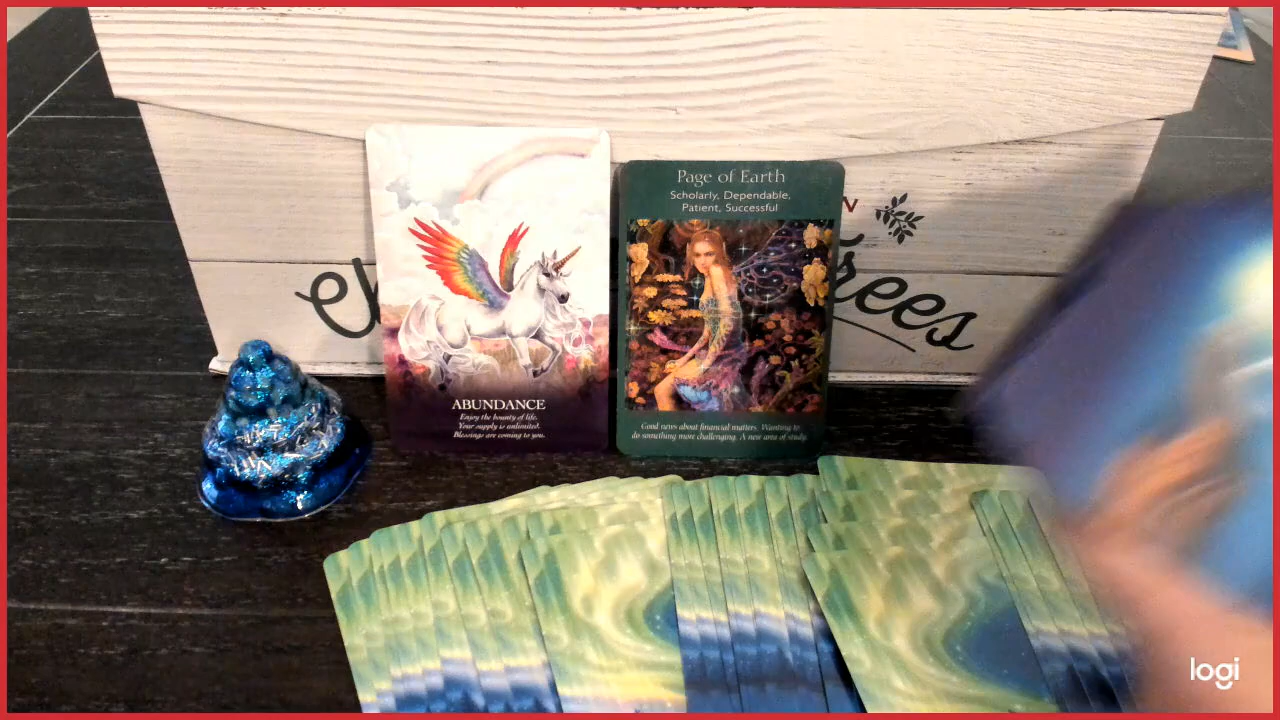 Page of Earth
Scholarly, Dependable,
Patient, Successful
rees
ABUNDANCE
Enjoy the bounty of life.
Your supply is unlimited.
Blessings are coming to you.
Good news about financial matters. Wanting to
do something more challenging. A new area of study.
logi